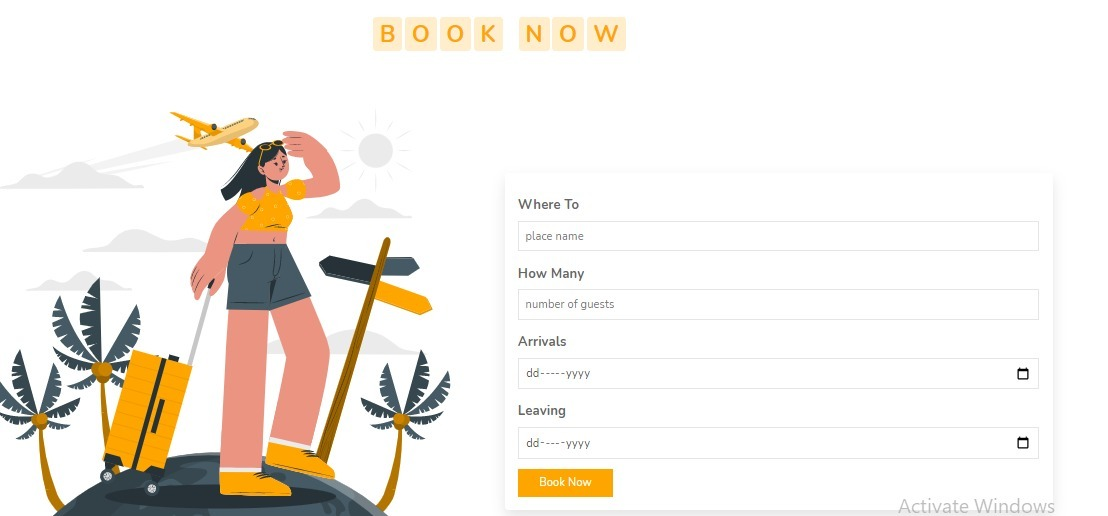 BOOK NOW
Where To
place name
How Many
number of guests
Arrivals
dd-----yyyy
Leaving
dd-----yyyy
Book Now
Activate Windows